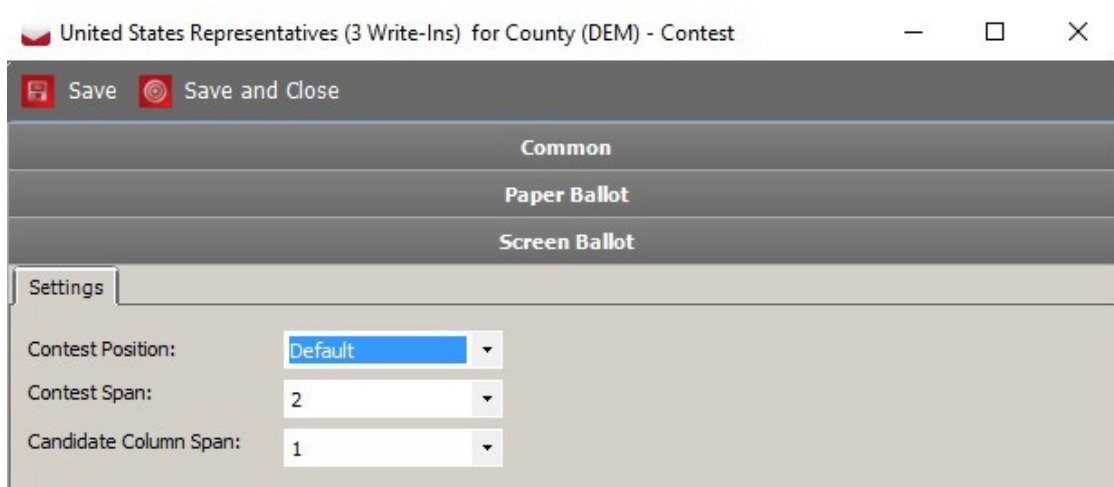 United States Representatives (3 Write-Ins)  for County (DEM) - Contest
Save Save and Close
Common
Paper Ballot
Screen Ballot
Settings
Contest Position: Default
Contest Span: 2
Candidate Column Span: 1